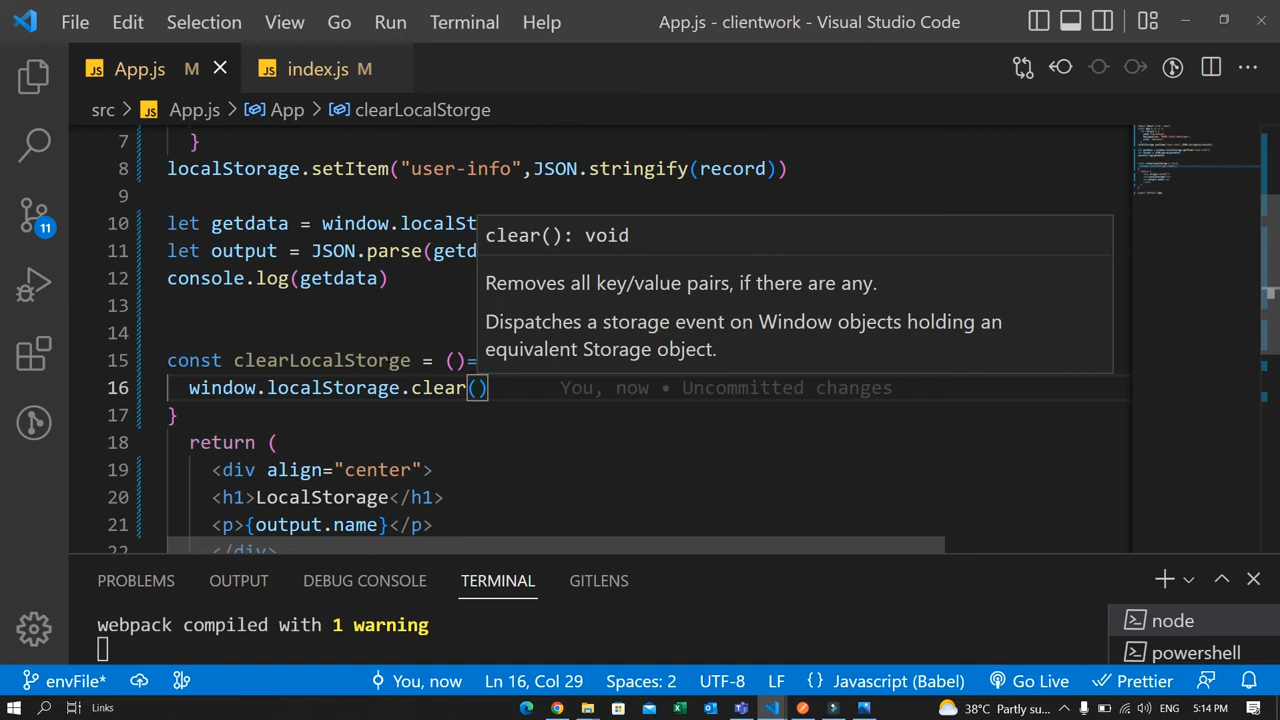 File Edit Selection View Go Run Terminal Help App.js - clientwork - Visual Studio Code
JS App.js M JS index.js M
src > JS App.js > App > clearLocalStorge
7 }
8 localStorage.setItem("user-info",JSON.stringify(record))
9
10 let getdata = window.localSt
11 let output = JSON.parse(getd
12 console.log(getdata)
13
14
15 const clearLocalStorge = ()=
16 window.localStorage.clear() You, now • Uncommitted changes
17 }
18 return (
19 <div align="center">
20 <h1>LocalStorage</h1>
21 <p>{output.name}</p>
22 </div>
clear(): void
Removes all key/value pairs, if there are any.
Dispatches a storage event on Window objects holding an
equivalent Storage object.
11
PROBLEMS OUTPUT DEBUG CONSOLE TERMINAL GITLENS
webpack compiled with 1 warning
node
powershell
envFile* You, now Ln 16, Col 29 Spaces: 2 UTF-8 LF {} Javascript (Babel) Go Live Prettier
Links 38°C Partly su... ENG 5:14 PM